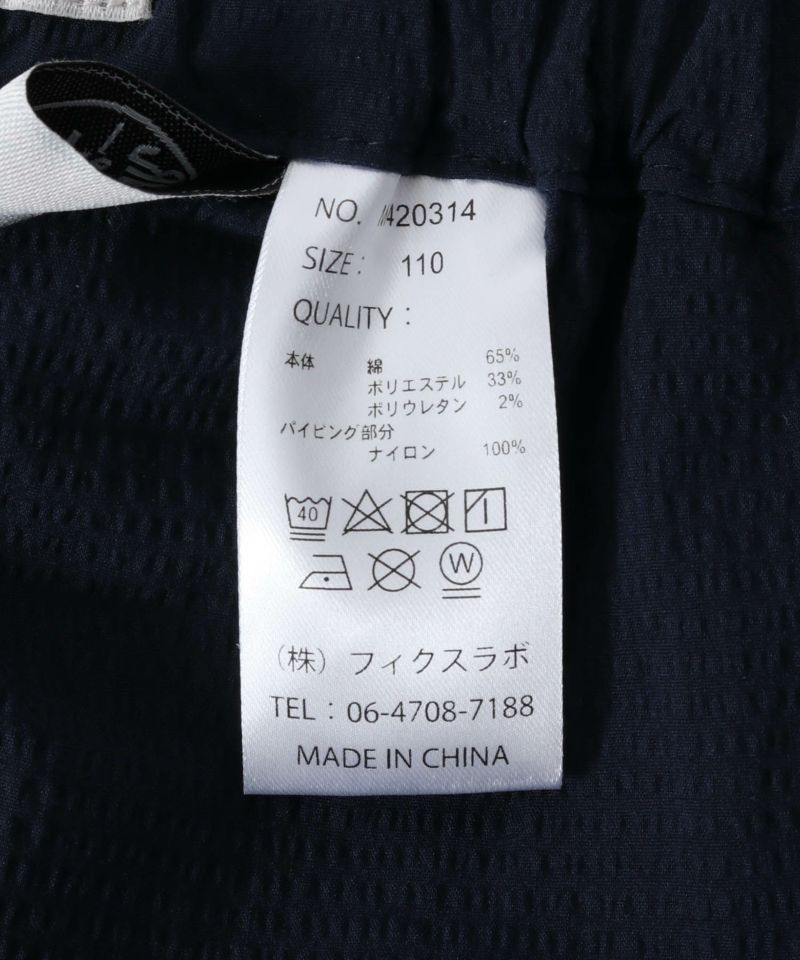 NO. M420314
SIZE: 110
QUALITY :
本体 綿 65%
ポリエステル 33%
ポリウレタン 2%
パイピング部分
ナイロン 100%
40
W
(株) フィクスラボ
TEL : 06-4708-7188
MADE IN CHINA